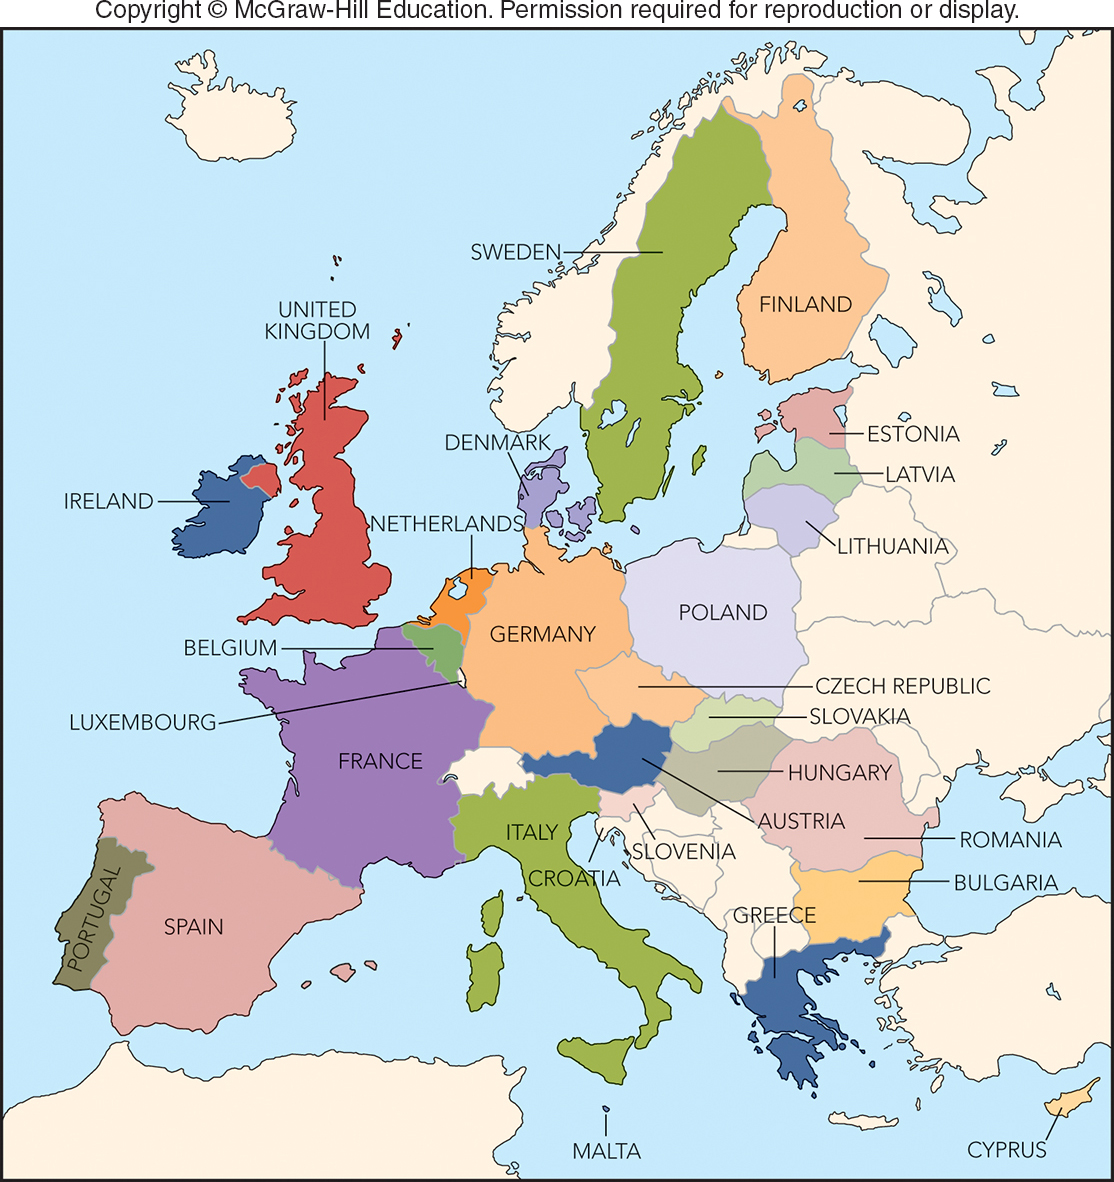 Copyright © McGraw-Hill Education. Permission required for reproduction or display.
SWEDEN
FINLAND
UNITED
KINGDOM
ESTONIA
DENMARK
LATVIA
IRELAND
NETHERLANDS
LITHUANIA
POLAND
GERMANY
BELGIUM
CZECH REPUBLIC
SLOVAKIA
LUXEMBOURG
FRANCE
HUNGARY
AUSTRIA
ITALY
ROMANIA
SLOVENIA
CROATIA
BULGARIA
GREECE
PORTUGAL
SPAIN
MALTA
CYPRUS